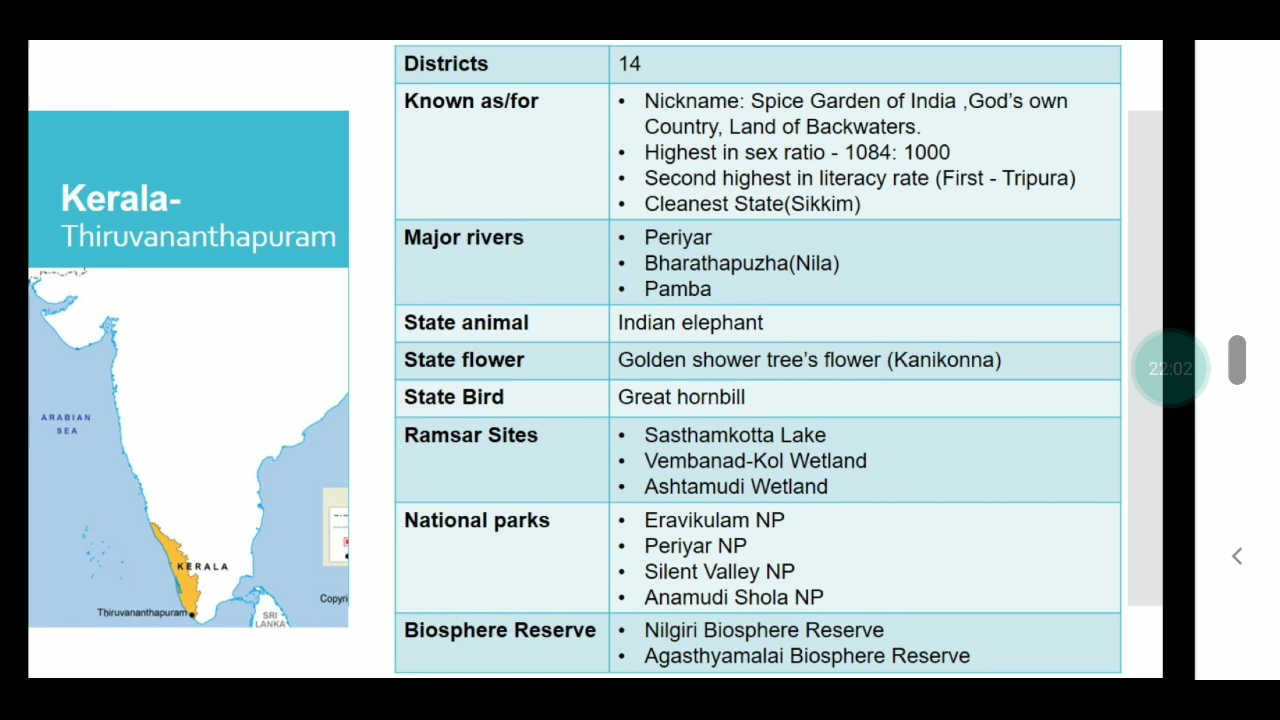 Kerala-
Thiruvananthapuram
ARABIAN
SEA
KERALA
Thiruvananthapuram
SRI
LANKA
Districts 14
Known as/for • Nickname: Spice Garden of India ,God’s own
Country, Land of Backwaters.
• Highest in sex ratio - 1084: 1000
• Second highest in literacy rate (First - Tripura)
• Cleanest State(Sikkim)
Major rivers • Periyar
• Bharathapuzha(Nila)
• Pamba
State animal Indian elephant
State flower Golden shower tree’s flower (Kanikonna)
State Bird Great hornbill
Ramsar Sites • Sasthamkotta Lake
• Vembanad-Kol Wetland
• Ashtamudi Wetland
National parks • Eravikulam NP
• Periyar NP
• Silent Valley NP
• Anamudi Shola NP
Biosphere Reserve • Nilgiri Biosphere Reserve
• Agasthyamalai Biosphere Reserve
22:02